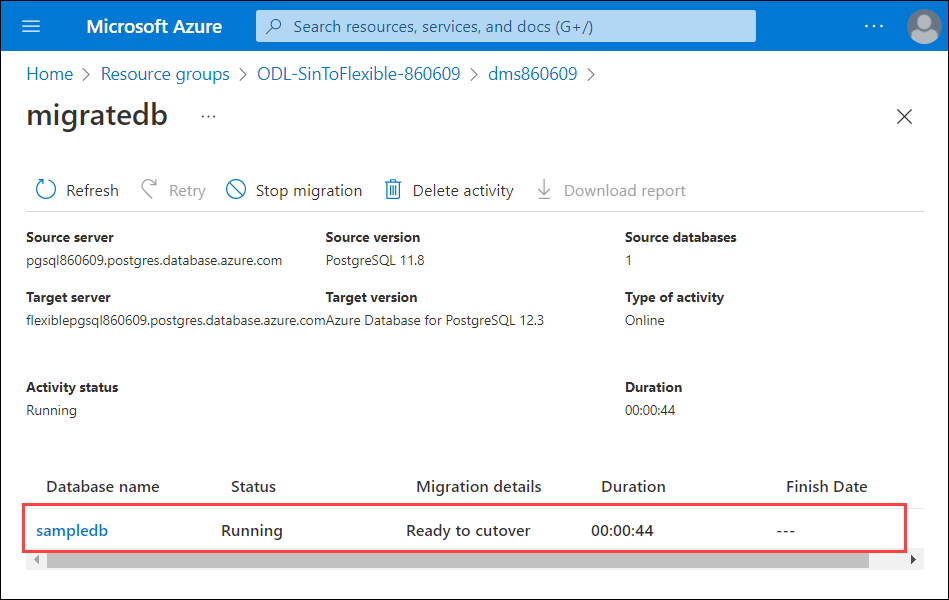 Microsoft Azure
Search resources, services, and docs (G+/)
Home > Resource groups > ODL-SinToFlexible-860609 > dms860609 >
migratedb ...
Refresh Retry Stop migration Delete activity Download report
Source server Source version Source databases
pgsql860609.postgres.database.azure.com PostgreSQL 11.8 1
Target server Target version Type of activity
flexiblepgsql860609.postgres.database.azure.com Azure Database for PostgreSQL 12.3 Online
Activity status Duration
Running 00:00:44
Database name Status Migration details Duration Finish Date
sampledb Running Ready to cutover 00:00:44 ---